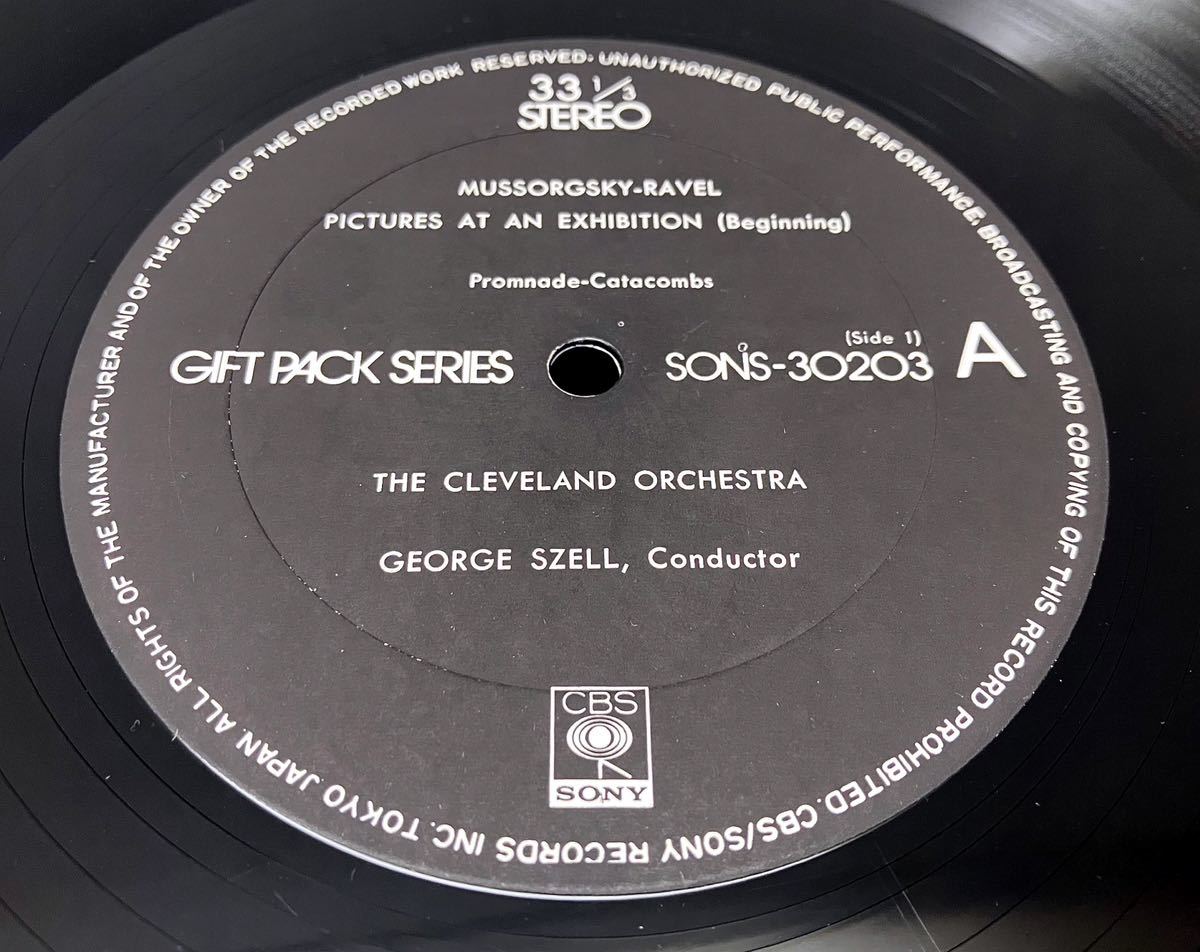 33 1/3
STEREO
MUSSORGSKY-RAVEL
PICTURES AT AN EXHIBITION (Beginning)
Promnade-Catacombs
(Side 1)
GIFT PACK SERIES SONS-30203 A
THE CLEVELAND ORCHESTRA
GEORGE SZELL, Conductor
CBS
SONY
CBS/SONY RECORDS INC. TOKYO JAPAN ALL RIGHTS OF THE MANUFACTURER AND OF THE OWNER OF THE RECORDED WORK RESERVED. UNAUTHORIZED PUBLIC PERFORMANCE, BROADCASTING AND COPYING OF THIS RECORD PROHIBITED.